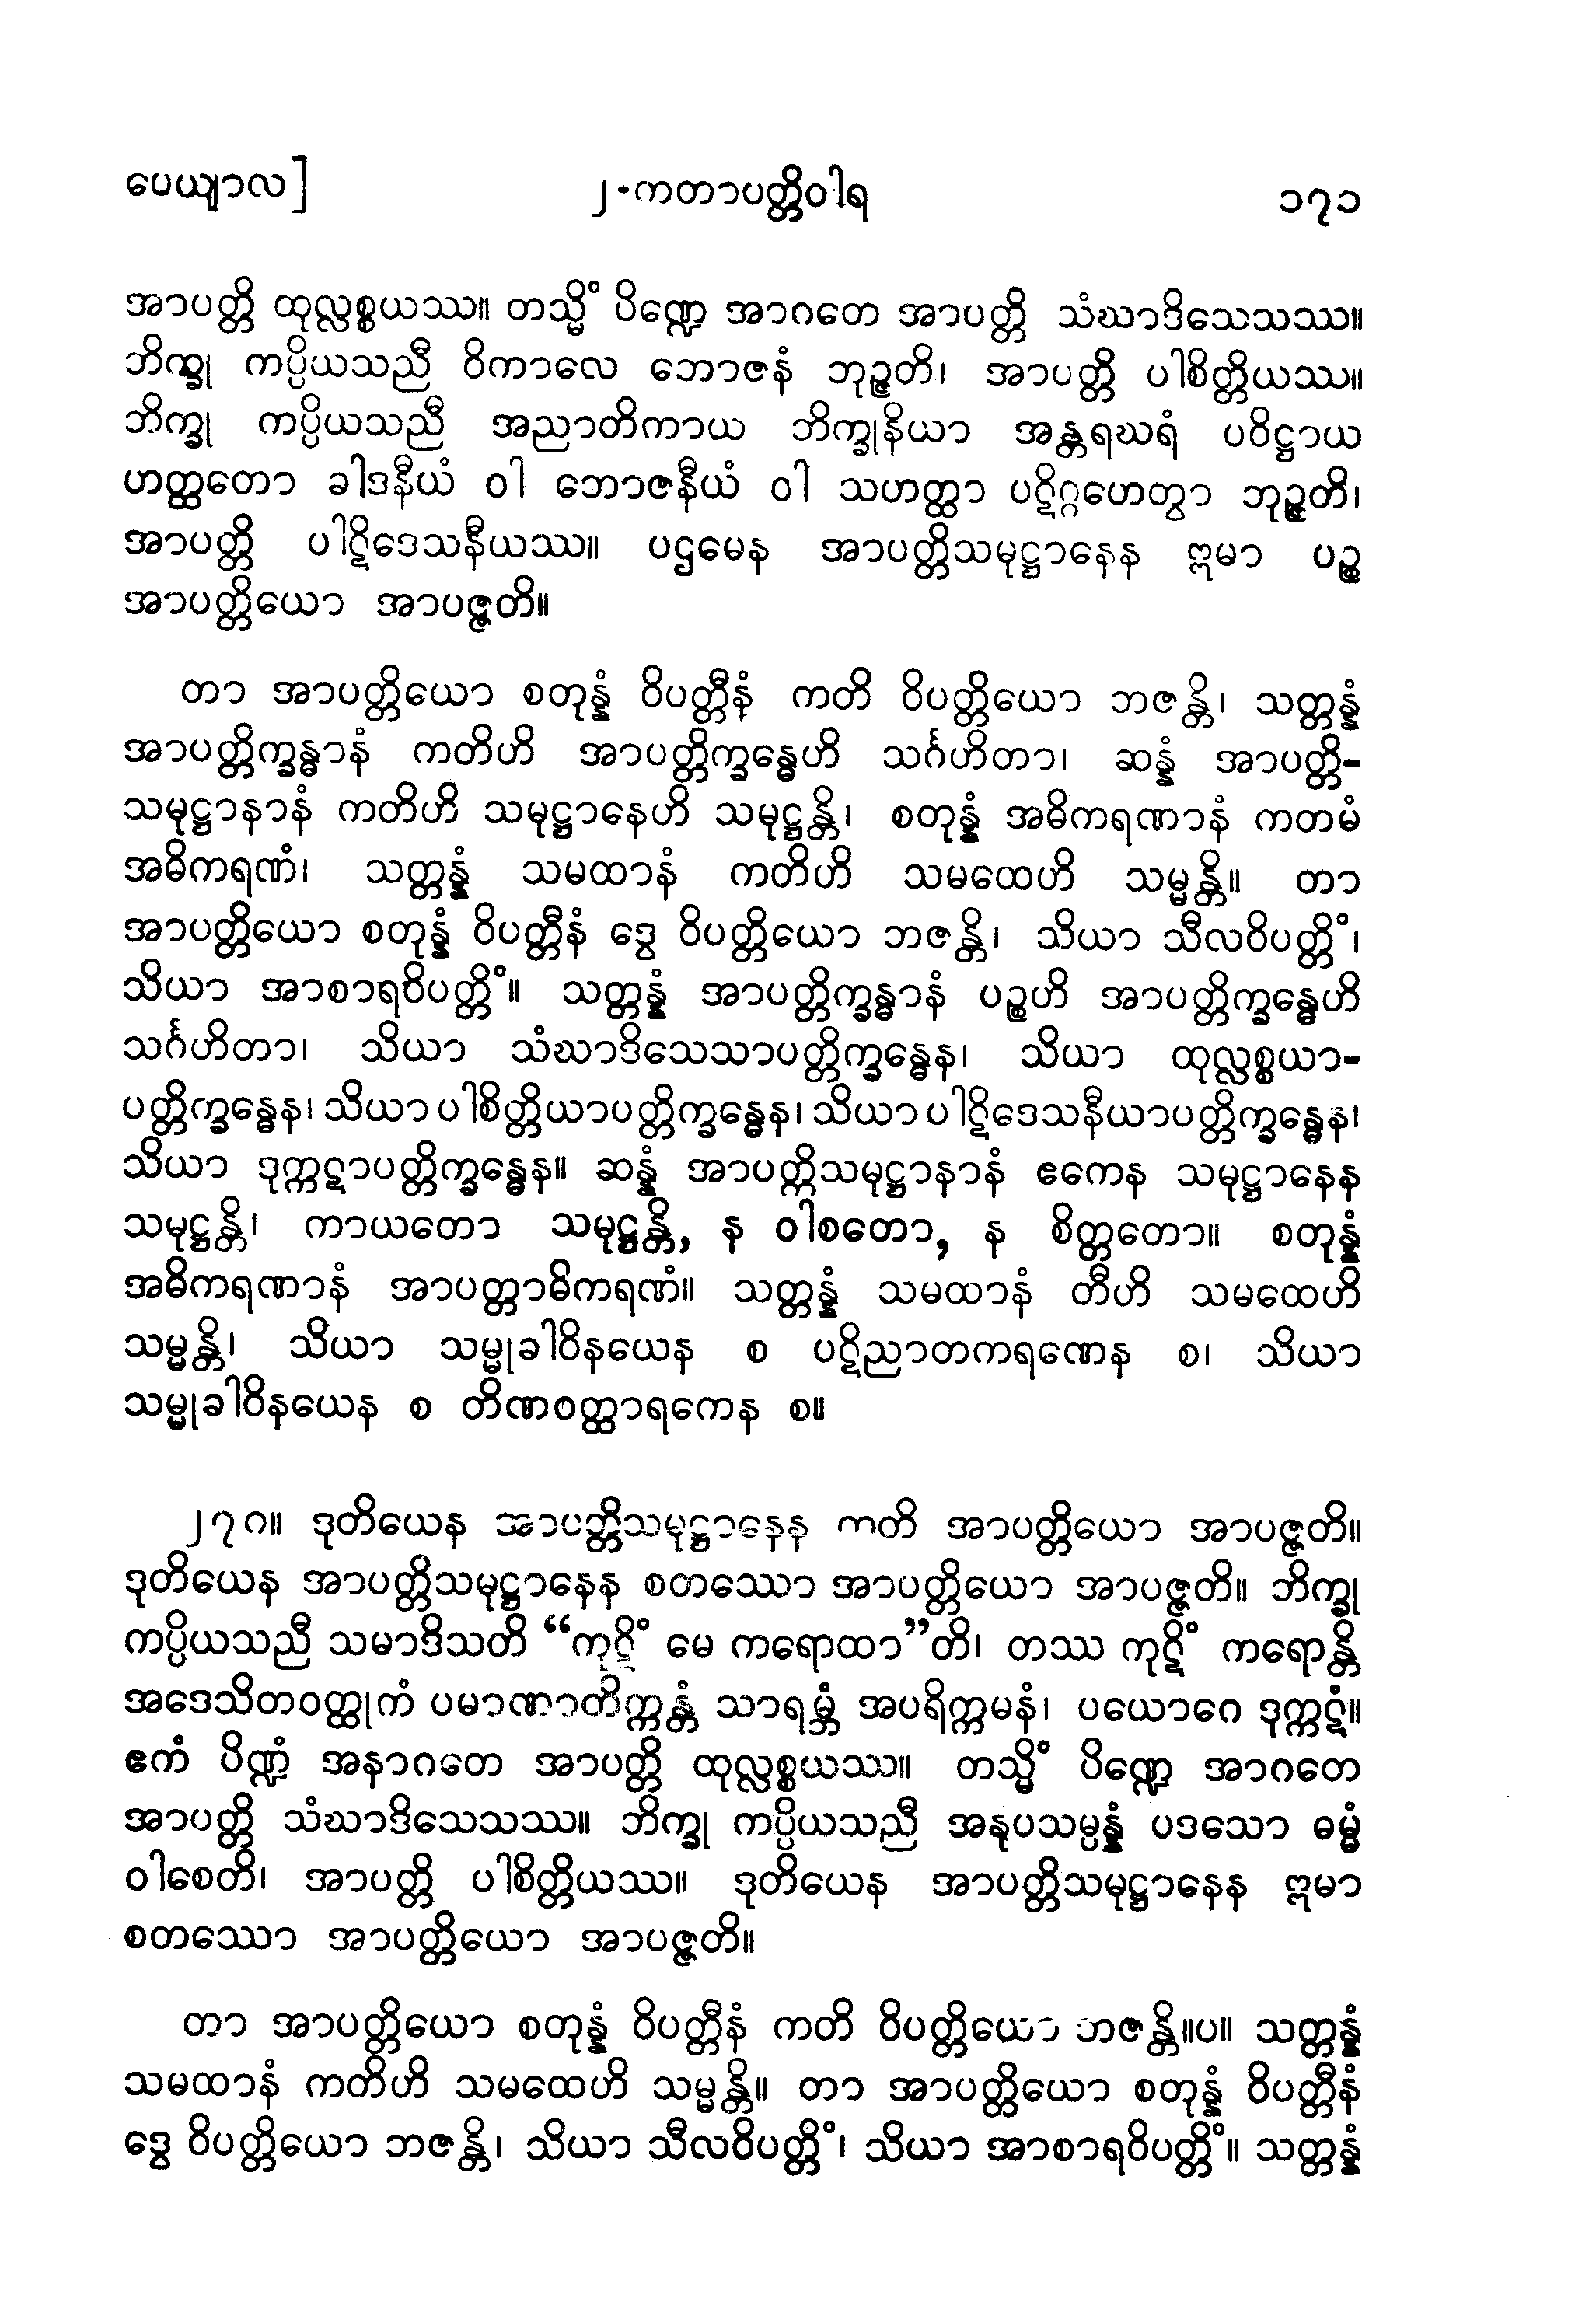 ပေယျာလ]
၂-ကတာပတ္တိဝါရ
၁၇၁
အာပတ္တိ ထုလ္လစ္စယဿ။ တသ္မိံ ပိဏ္ဍေ အာဂတေ အာပတ္တိ သံဃာဒိသေသဿ။
ဘိက္ခု ကပ္ပိယသညီ ဝိကာလေ ဘောဇနံ ဘုဉ္ဇတိ၊ အာပတ္တိ ပါစိတ္တိယဿ။
ဘိက္ခု ကပ္ပိယသညီ အညာတိကာယ ဘိက္ခုနိယာ အန္တရဃရံ ပဝိဋ္ဌာယ
ဟတ္ထတော ခါဒနီယံ ဝါ ဘောဇနီယံ ဝါ သဟတ္ထာ ပဋိဂ္ဂဟေတွာ ဘုဉ္ဇတိ၊
အာပတ္တိ ပါဋိဒေသနီယဿ။ ပဌမေန အာပတ္တိသမုဋ္ဌာနေန ဣမာ ပဉ္စ
အာပတ္တိယော အာပဇ္ဇတိ။
တာ အာပတ္တိယော စတုန္နံ ဝိပတ္တီနံ ကတိ ဝိပတ္တိယော ဘဇန္တိ၊ သတ္တန္နံ
အာပတ္တိက္ခန္ဓာနံ ကတိဟိ အာပတ္တိက္ခန္ဓေဟိ သင်္ဂဟိတာ၊ ဆန္နံ အာပတ္တိ-
သမုဋ္ဌာနာနံ ကတိဟိ သမုဋ္ဌာနေဟိ သမုဋ္ဌန္တိ၊ စတုန္နံ အဓိကရဏာနံ ကတမံ
အဓိကရဏံ၊ သတ္တန္နံ သမထာနံ ကတိဟိ သမထေဟိ သမ္မန္တိ။ တာ
အာပတ္တိယော စတုန္နံ ဝိပတ္တီနံ ဒွေ ဝိပတ္တိယော ဘဇန္တိ၊ သိယာ သီလဝိပတ္တိံ၊
သိယာ အာစာရဝိပတ္တိံ။ သတ္တန္နံ အာပတ္တိက္ခန္ဓာနံ ပဉ္စဟိ အာပတ္တိက္ခန္ဓေဟိ
သင်္ဂဟိတာ၊ သိယာ သံဃာဒိသေသာပတ္တိက္ခန္ဓေန၊ သိယာ ထုလ္လစ္စယာ-
ပတ္တိက္ခန္ဓေန၊ သိယာ ပါစိတ္တိယာပတ္တိက္ခန္ဓေန၊ သိယာ ပါဋိဒေသနီယာပတ္တိက္ခန္ဓေန၊
သိယာ ဒုက္ကဋာပတ္တိက္ခန္ဓေန။ ဆန္နံ အာပတ္တိသမုဋ္ဌာနာနံ ဧကေန သမုဋ္ဌာနေန
သမုဋ္ဌန္တိ၊ ကာယတော သမုဋ္ဌန္တိ, န ဝါစတော, န စိတ္တတော။ စတုန္နံ
အဓိကရဏာနံ အာပတ္တာဓိကရဏံ။ သတ္တန္နံ သမထာနံ တီဟိ သမထေဟိ
သမ္မန္တိ၊ သိယာ သမ္မုခါဝိနယေန စ ပဋိညာတကရဏေန စ၊ သိယာ
သမ္မုခါဝိနယေန စ တိဏဝတ္ထာရကေန စ။
၂၇၈။ ဒုတိယေန အာပတ္တိသမုဋ္ဌာနေန ကတိ အာပတ္တိယော အာပဇ္ဇတိ။
ဒုတိယေန အာပတ္တိသမုဋ္ဌာနေန စတဿော အာပတ္တိယော အာပဇ္ဇတိ။ ဘိက္ခု
ကပ္ပိယသညီ သမာဒိသတိ “ကုဋိံ မေ ကရောထာ”တိ၊ တဿ ကုဋိံ ကရောန္တိ
အဒေသိတဝတ္ထုကံ ပမာဏာတိက္ကန္တံ သာရမ္ဘံ အပရိက္ကမနံ၊ ပယောဂေ ဒုက္ကဋံ။
ဧကံ ပိဏ္ဍံ အနာဂတေ အာပတ္တိ ထုလ္လစ္စယဿ။ တသ္မိံ ပိဏ္ဍေ အာဂတေ
အာပတ္တိ သံဃာဒိသေသဿ။ ဘိက္ခု ကပ္ပိယသညီ အနုပသမ္ပန္နံ ပဒသော ဓမ္မံ
ဝါစေတိ၊ အာပတ္တိ ပါစိတ္တိယဿ။ ဒုတိယေန အာပတ္တိသမုဋ္ဌာနေန ဣမာ
စတဿော အာပတ္တိယော အာပဇ္ဇတိ။
တာ အာပတ္တိယော စတုန္နံ ဝိပတ္တီနံ ကတိ ဝိပတ္တိယော ဘဇန္တိ။ပ။ သတ္တန္နံ
သမထာနံ ကတိဟိ သမထေဟိ သမ္မန္တိ။ တာ အာပတ္တိယော စတုန္နံ ဝိပတ္တီနံ
ဒွေ ဝိပတ္တိယော ဘဇန္တိ၊ သိယာ သီလဝိပတ္တိံ၊ သိယာ အာစာရဝိပတ္တိံ။ သတ္တန္နံ